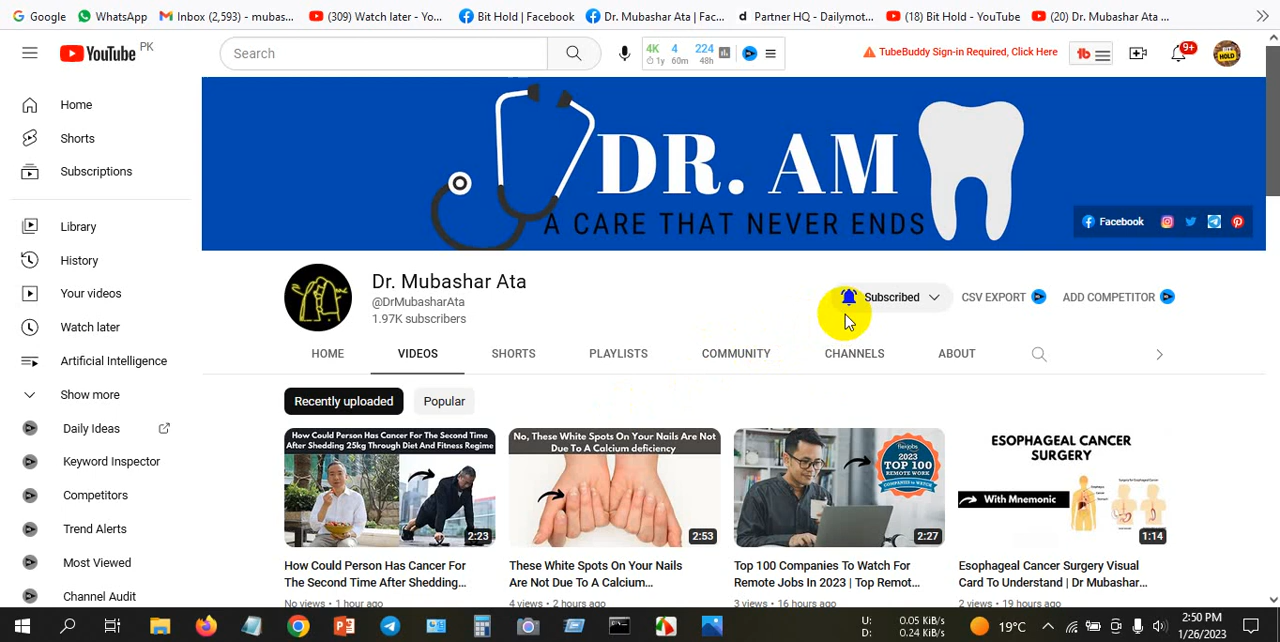 Google WhatsApp Inbox (2,593) - mubas... (309) Watch later - Yo... Bit Hold | Facebook Dr. Mubashar Ata | Fac... Partner HQ - Dailymot... (18) Bit Hold - YouTube (20) Dr. Mubashar Ata ...
YouTube PK Search 4K 4 224 TubeBuddy Sign-in Required, Click Here tb 9+
1y 60m 48h
Home
Shorts
Subscriptions
Library
History
Your videos
Watch later
Artificial Intelligence
Show more
Daily Ideas
Keyword Inspector
Competitors
Trend Alerts
Most Viewed
Channel Audit
DR. AM
A CARE THAT NEVER ENDS
Facebook
Dr. Mubashar Ata
@DrMubasharAta
1.97K subscribers
Subscribed CSV EXPORT ADD COMPETITOR
HOME VIDEOS SHORTS PLAYLISTS COMMUNITY CHANNELS ABOUT
Recently uploaded Popular
How Could Person Has Cancer For The Second Time
After Shedding 25kg Through Diet And Fitness Regime
2:23
How Could Person Has Cancer For
The Second Time After Shedding...
No views • 1 hour ago
No, These White Spots On Your Nails Are Not
Due To A Calcium deficiency
2:53
These White Spots On Your Nails
Are Not Due To A Calcium...
4 views • 2 hours ago
flexjobs
2023
TOP 100
REMOTE WORK
COMPANIES to WATCH
2:27
Top 100 Companies To Watch For
Remote Jobs In 2023 | Top Remot...
3 views • 16 hours ago
ESOPHAGEAL CANCER
SURGERY
With Mnemonic
1:14
Esophageal Cancer Surgery Visual
Card To Understand | Dr Mubashar...
2 views • 19 hours ago
U: 0.05 KiB/s
D: 0.24 KiB/s
19°C
2:50 PM
1/26/2023